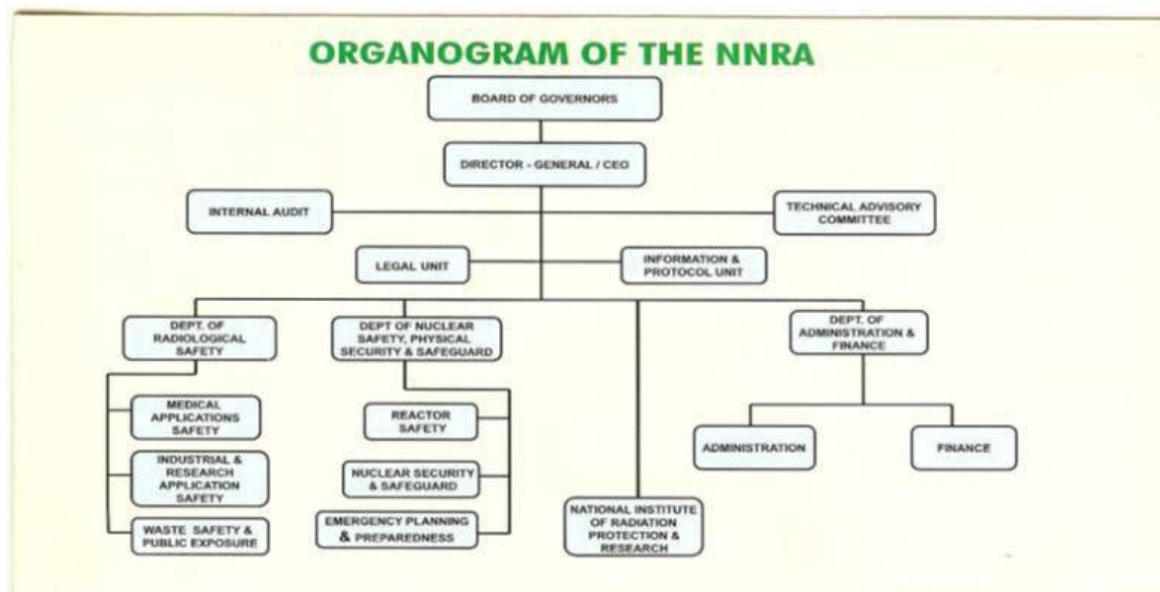 ORGANOGRAM OF THE NNRA
BOARD OF GOVERNORS
DIRECTOR - GENERAL / CEO
INTERNAL AUDIT
TECHNICAL ADVISORY
COMMITTEE
LEGAL UNIT
INFORMATION &
PROTOCOL UNIT
DEPT. OF
RADIOLOGICAL
SAFETY
DEPT OF NUCLEAR
SAFETY, PHYSICAL
SECURITY & SAFEGUARD
DEPT. OF
ADMINISTRATION &
FINANCE
MEDICAL
APPLICATIONS
SAFETY
INDUSTRIAL &
RESEARCH
APPLICATION
SAFETY
WASTE SAFETY &
PUBLIC EXPOSURE
REACTOR
SAFETY
NUCLEAR SECURITY
& SAFEGUARD
EMERGENCY PLANNING
& PREPAREDNESS
NATIONAL INSTITUTE
OF RADIATION
PROTECTION &
RESEARCH
ADMINISTRATION
FINANCE